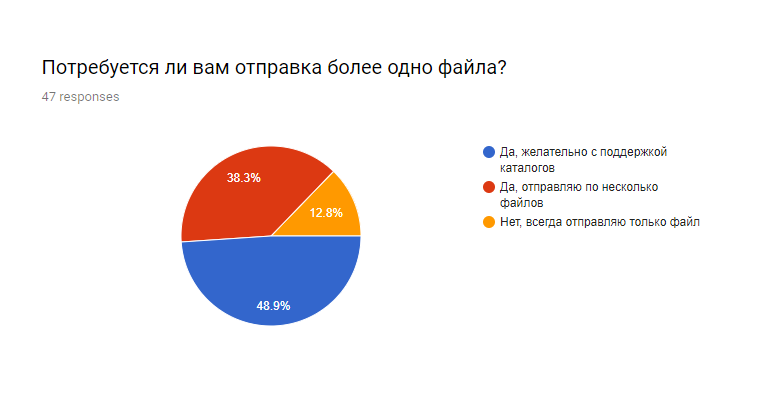 Потребуется ли вам отправка более одно файла?
47 responses
38.3%
12.8%
48.9%
Да, желательно с поддержкой
каталогов
Да, отправляю по несколько
файлов
Нет, всегда отправляю только файл